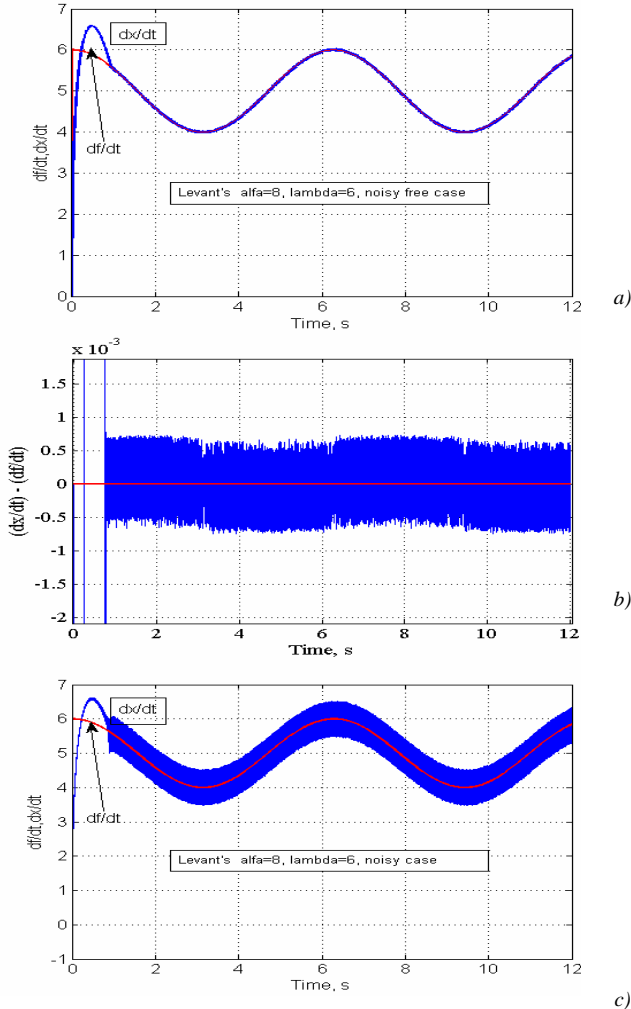 7
dx/dt
6
5
df/dt
4
df/dt,dx/dt
Levant's alfa=8, lambda=6, noisy free case
3
2
1
0
0 2 4 6 8 10 12
Time, s
a)
x 10^-3
1.5
1
0.5
0
-0.5
-1
-1.5
-2
(dx/dt) - (df/dt)
0 2 4 6 8 10 12
Time, s
b)
7
dx/dt
6
5
4
df/dt
3
df/dt,dx/dt
Levant's alfa=8, lambda=6, noisy case
2
1
0
-1
0 2 4 6 8 10 12
Time, s
c)